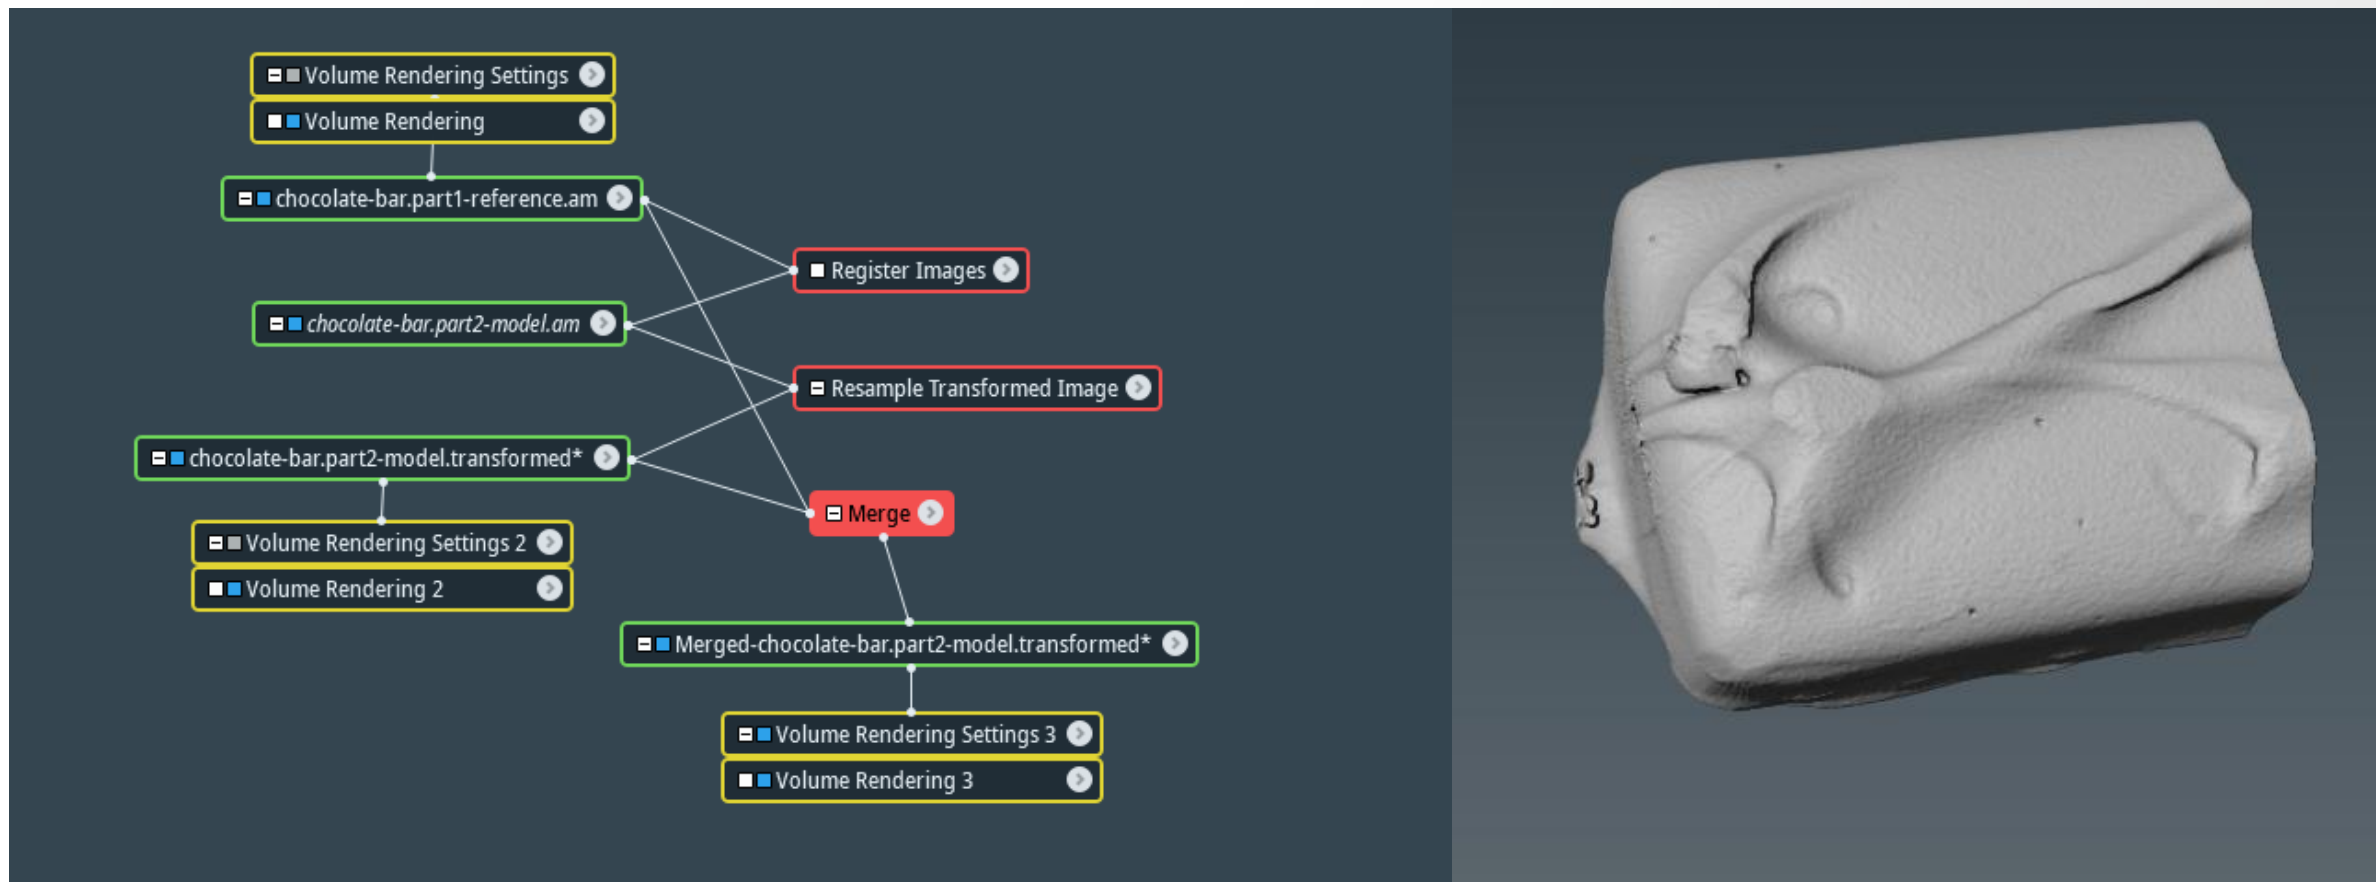 Volume Rendering Settings
Volume Rendering
chocolate-bar.part1-reference.am
Register Images
chocolate-bar.part2-model.am
Resample Transformed Image
chocolate-bar.part2-model.transformed*
Merge
Volume Rendering Settings 2
Volume Rendering 2
Merged-chocolate-bar.part2-model.transformed*
Volume Rendering Settings 3
Volume Rendering 3